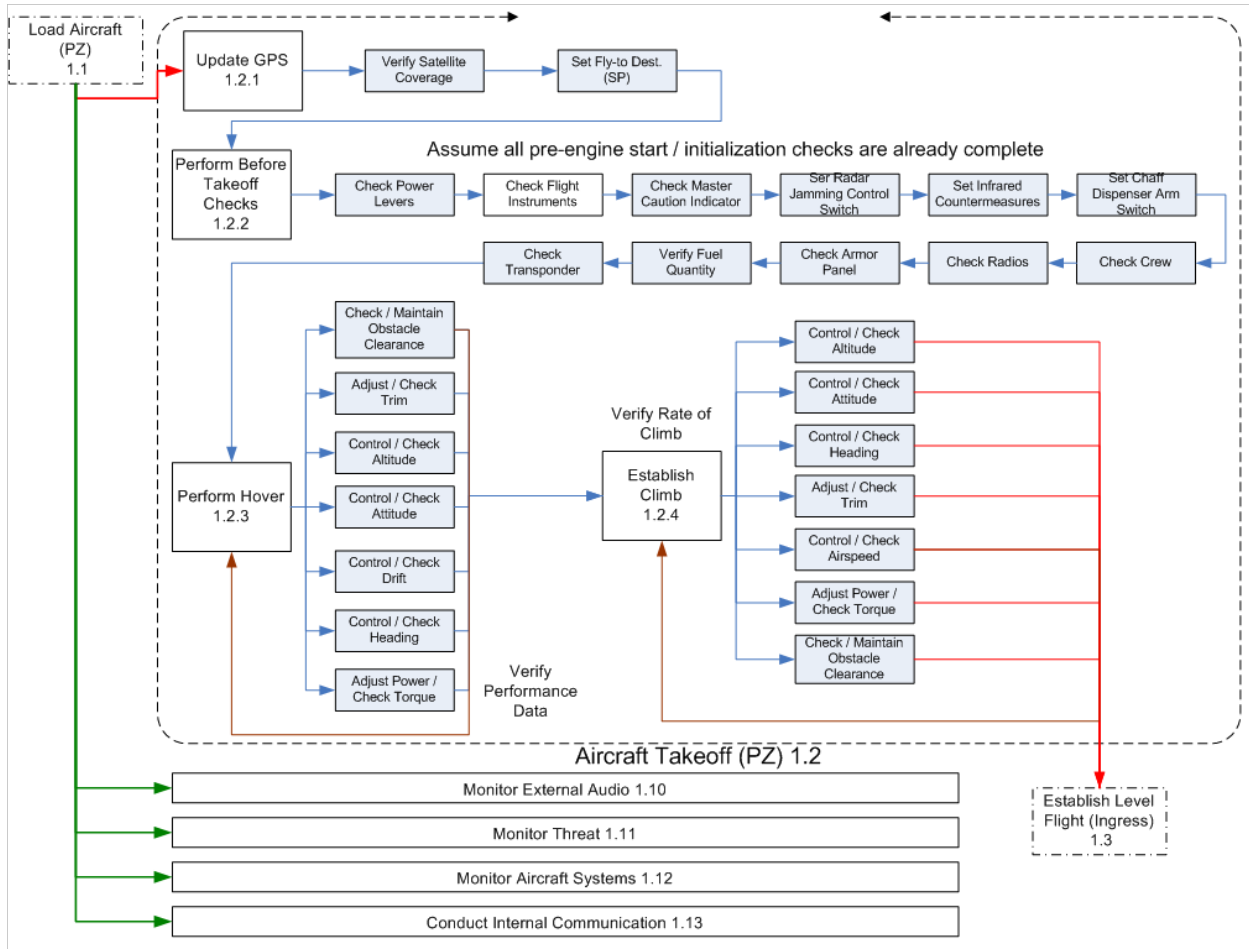 Load Aircraft
(PZ)
1.1
Update GPS
1.2.1
Verify Satellite
Coverage
Set Fly-to Dest.
(SP)
Assume all pre-engine start / initialization checks are already complete
Perform Before
Takeoff
Checks
1.2.2
Check Power
Levers
Check Flight
Instruments
Check Master
Caution Indicator
Ser Radar
Jamming Control
Switch
Set Infrared
Countermeasures
Set Chaff
Dispenser Arm
Switch
Check
Transponder
Verify Fuel
Quantity
Check Armor
Panel
Check Radios
Check Crew
Perform Hover
1.2.3
Check / Maintain
Obstacle
Clearance
Adjust / Check
Trim
Control / Check
Altitude
Control / Check
Attitude
Control / Check
Drift
Control / Check
Heading
Adjust Power /
Check Torque
Verify
Performance
Data
Verify Rate of
Climb
Establish
Climb
1.2.4
Control / Check
Altitude
Control / Check
Attitude
Control / Check
Heading
Adjust / Check
Trim
Control / Check
Airspeed
Adjust Power /
Check Torque
Check / Maintain
Obstacle
Clearance
Aircraft Takeoff (PZ) 1.2
Monitor External Audio 1.10
Monitor Threat 1.11
Monitor Aircraft Systems 1.12
Conduct Internal Communication 1.13
Establish Level
Flight (Ingress)
1.3